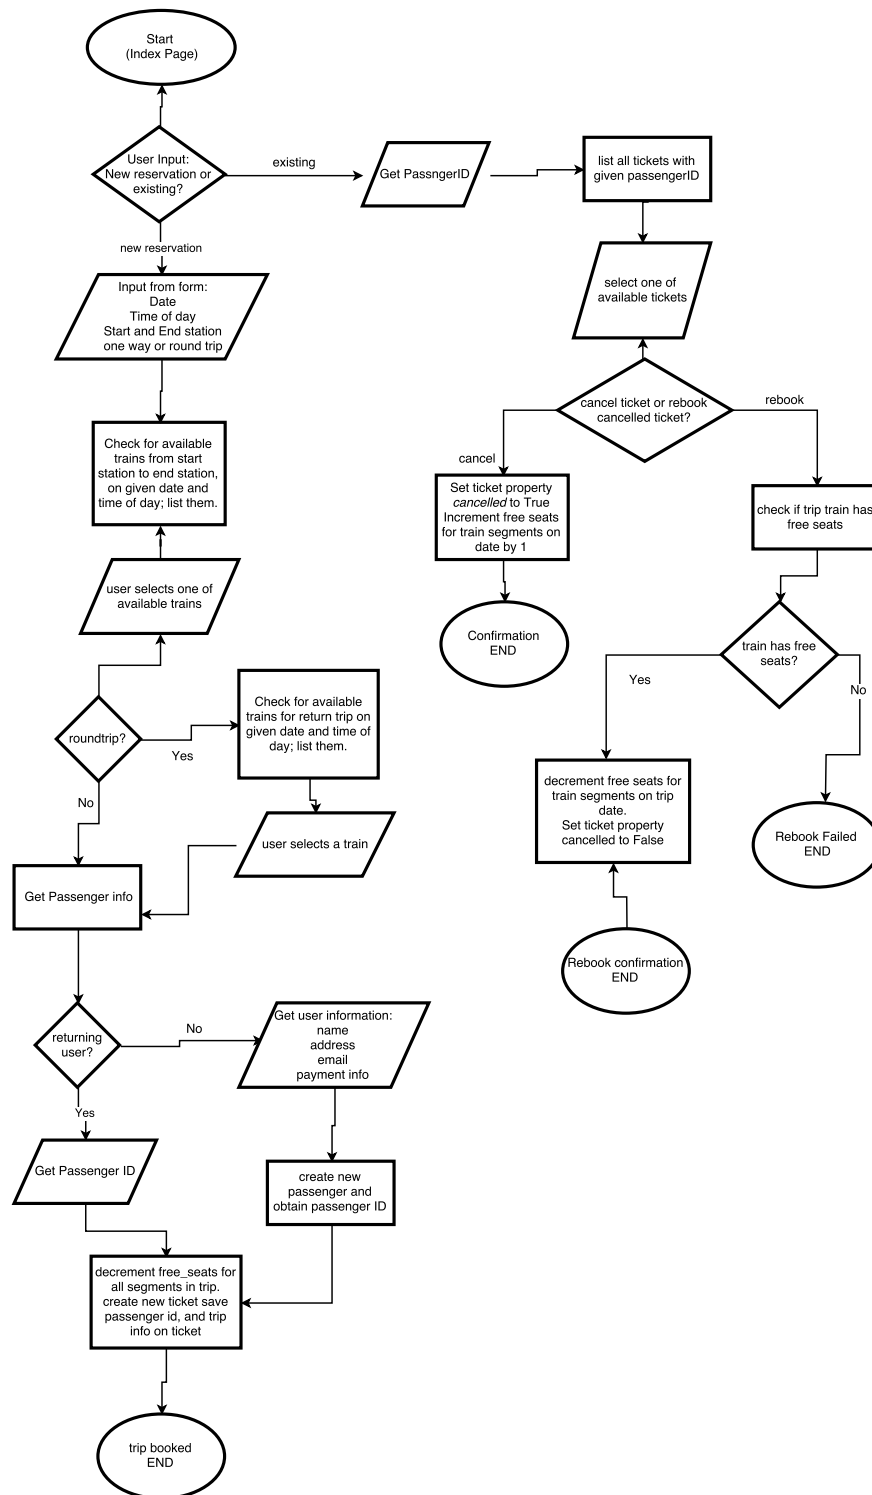 Start
(Index Page)
User Input:
New reservation or
existing?
existing
Get PassngerID
list all tickets with
given passengerID
new reservation
Input from form:
Date
Time of day
Start and End station
one way or round trip
select one of
available tickets
cancel ticket or rebook
cancelled ticket?
rebook
cancel
Check for available
trains from start
station to end station,
on given date and
time of day; list them.
Set ticket property
cancelled to True
Increment free seats
for train segments on
date by 1
check if trip train has
free seats
user selects one of
available trains
Confirmation
END
train has free
seats?
Yes
No
roundtrip?
Yes
Check for available
trains for return trip on
given date and time of
day; list them.
No
user selects a train
decrement free seats for
train segments on trip
date.
Set ticket property
cancelled to False
Rebook Failed
END
Get Passenger info
Rebook confirmation
END
returning
user?
No
Get user information:
name
address
email
payment info
Yes
Get Passenger ID
create new
passenger and
obtain passenger ID
decrement free_seats for
all segments in trip.
create new ticket save
passenger id, and trip
info on ticket
trip booked
END